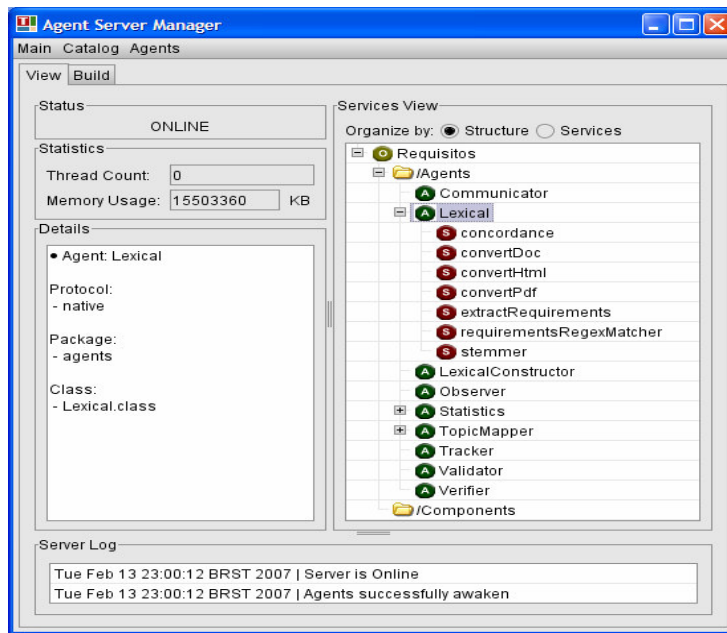 Agent Server Manager
Main Catalog Agents
View Build
Status
ONLINE
Statistics
Thread Count: 0
Memory Usage: 15503360 KB
Details
• Agent: Lexical
Protocol:
- native
Package:
- agents
Class:
- Lexical.class
Services View
Organize by: Structure Services
O Requisitos
/Agents
A Communicator
A Lexical
S concordance
S convertDoc
S convertHtml
S convertPdf
S extractRequirements
S requirementsRegexMatcher
S stemmer
A LexicalConstructor
A Observer
A Statistics
A TopicMapper
A Tracker
A Validator
A Verifier
/Components
Server Log
Tue Feb 13 23:00:12 BRST 2007 | Server is Online
Tue Feb 13 23:00:12 BRST 2007 | Agents successfully awaken